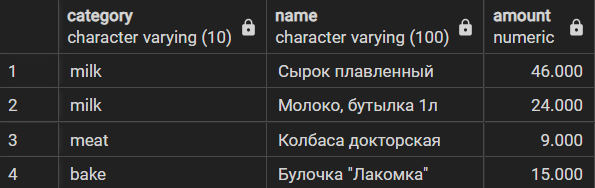 category name amount
character varying (10) character varying (100) numeric
1 milk Сырок плавленный 46.000
2 milk Молоко, бутылка 1л 24.000
3 meat Колбаса докторская 9.000
4 bake Булочка "Лакомка" 15.000